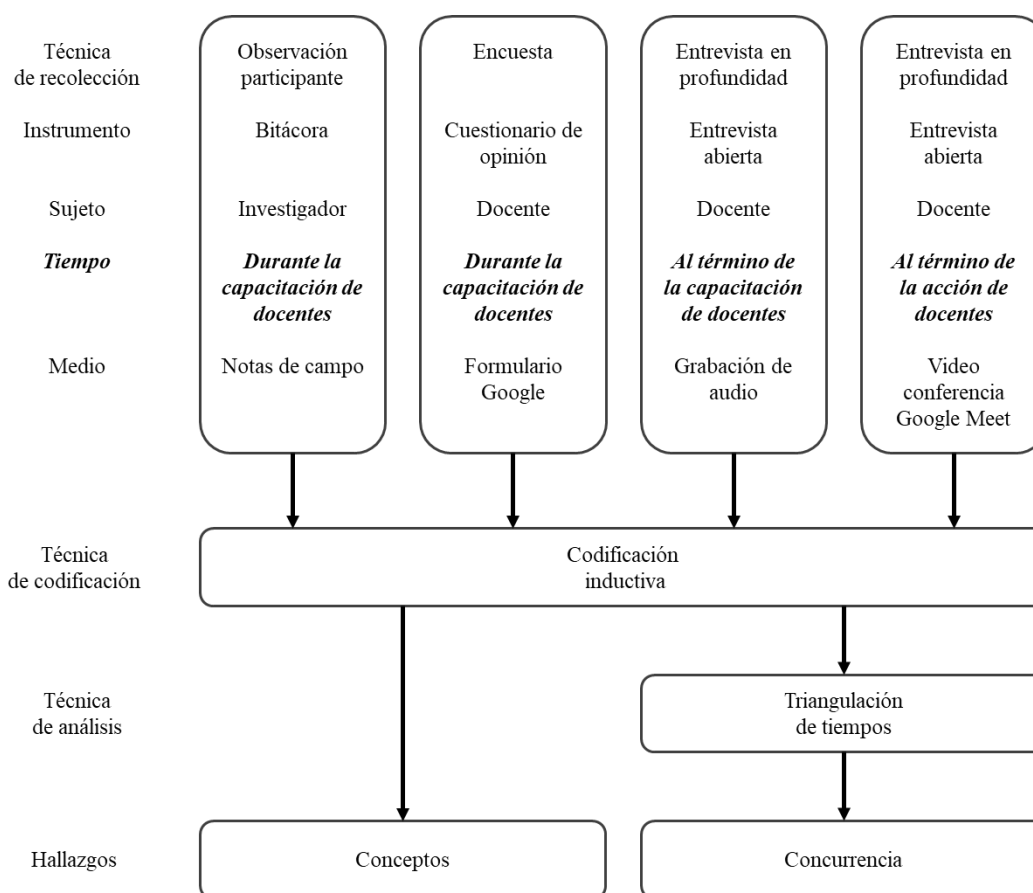 Técnica
de recolección
Observación
participante
Encuesta
Entrevista en
profundidad
Entrevista en
profundidad
Instrumento
Bitácora
Cuestionario de
opinión
Entrevista
abierta
Entrevista
abierta
Sujeto
Investigador
Docente
Docente
Docente
Tiempo
Durante la
capacitación de
docentes
Durante la
capacitación de
docentes
Al término de
la capacitación
de docentes
Al término de
la acción de
docentes
Medio
Notas de campo
Formulario
Google
Grabación de
audio
Video
conferencia
Google Meet
Técnica
de codificación
Codificación
inductiva
Técnica
de análisis
Triangulación
de tiempos
Hallazgos
Conceptos
Concurrencia